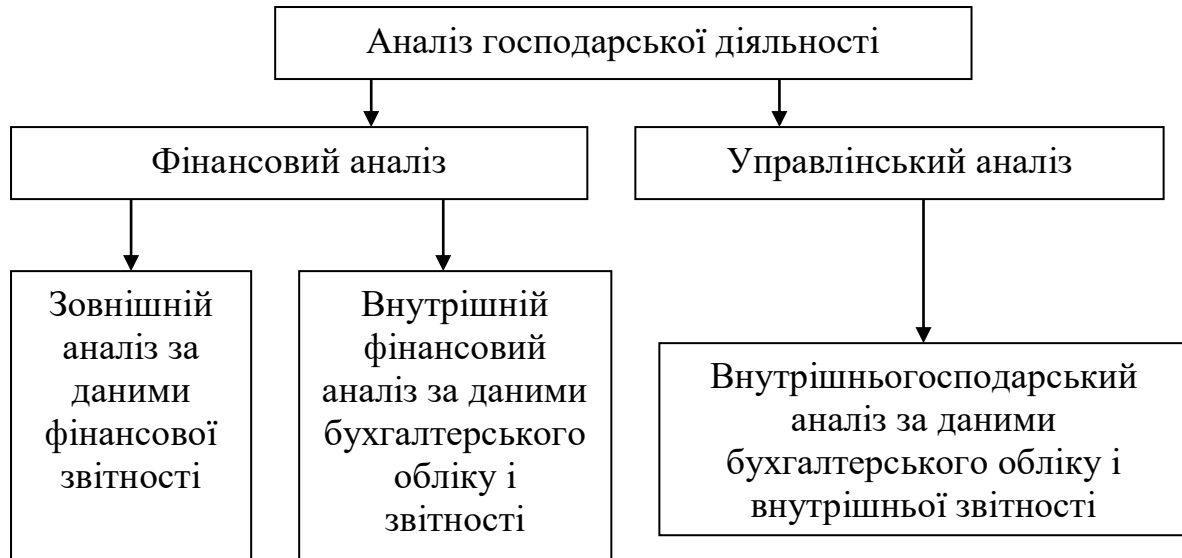 Аналіз господарської діяльності
Фінансовий аналіз
Управлінський аналіз
Зовнішній
аналіз за
даними
фінансової
звітності
Внутрішній
фінансовий
аналіз за даними
бухгалтерського
обліку і
звітності
Внутрішньогосподарський
аналіз за даними
бухгалтерського обліку і
внутрішньої звітності